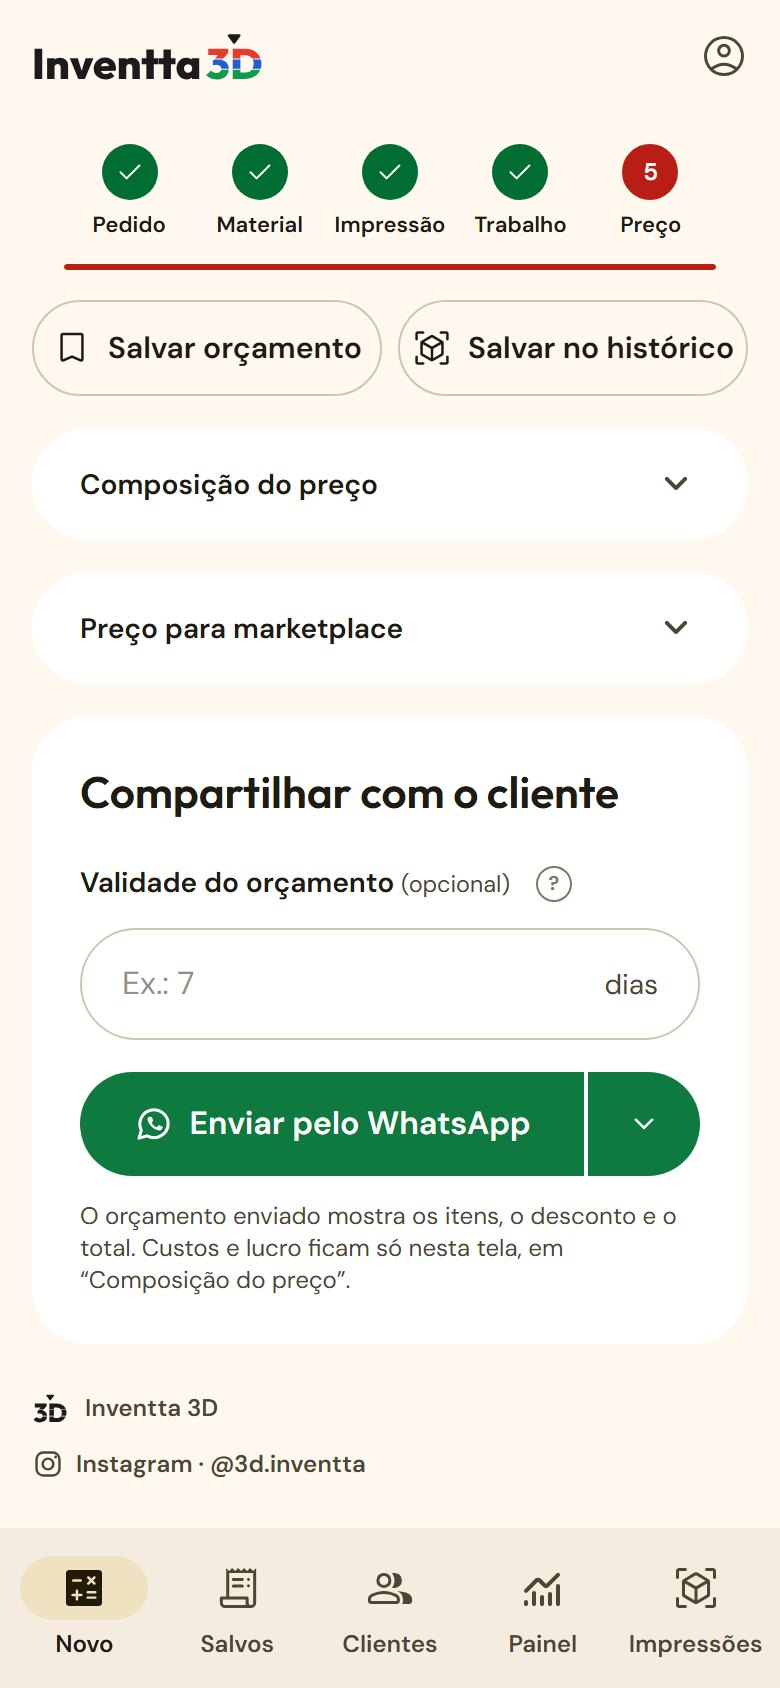 Inventta 3D
5
Pedido Material Impressão Trabalho Preço
Salvar orçamento Salvar no histórico
Composição do preço
Preço para marketplace
Compartilhar com o cliente
Validade do orçamento (opcional) ?
Ex.: 7 dias
Enviar pelo WhatsApp
O orçamento enviado mostra os itens, o desconto e o
total. Custos e lucro ficam só nesta tela, em
“Composição do preço”.
3D Inventta 3D
Instagram · @3d.inventta
Novo Salvos Clientes Painel Impressões